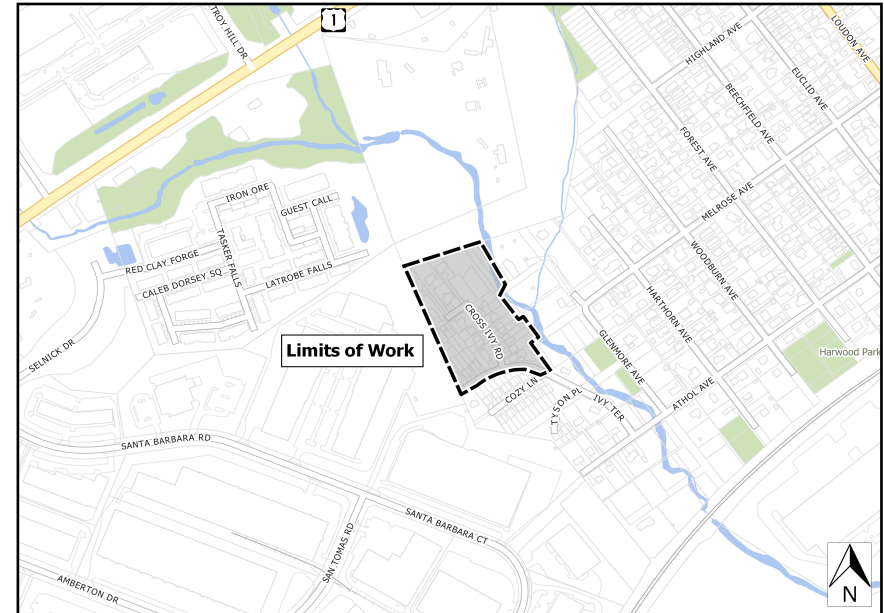 TROY HILL DR
1
LOUDON AVE
HIGHLAND AVE
EUCLID AVE
BEECHFIELD AVE
FOREST AVE
MELROSE AVE
IRON ORE
GUEST CALL
TASKER FALLS
RED CLAY FORGE
LATROBE FALLS
CALEB DORSEY SQ
WOODBURN AVE
HARTHORN AVE
SELNICK DR
Limits of Work
CROSS IVY RD
GLENMORE AVE
Harwood Park
COZY LN
TYSON PL
IVY TER
ATHOL AVE
SANTA BARBARA RD
SANTA BARBARA CT
SAN TOMAS RD
AMBERTON DR
N